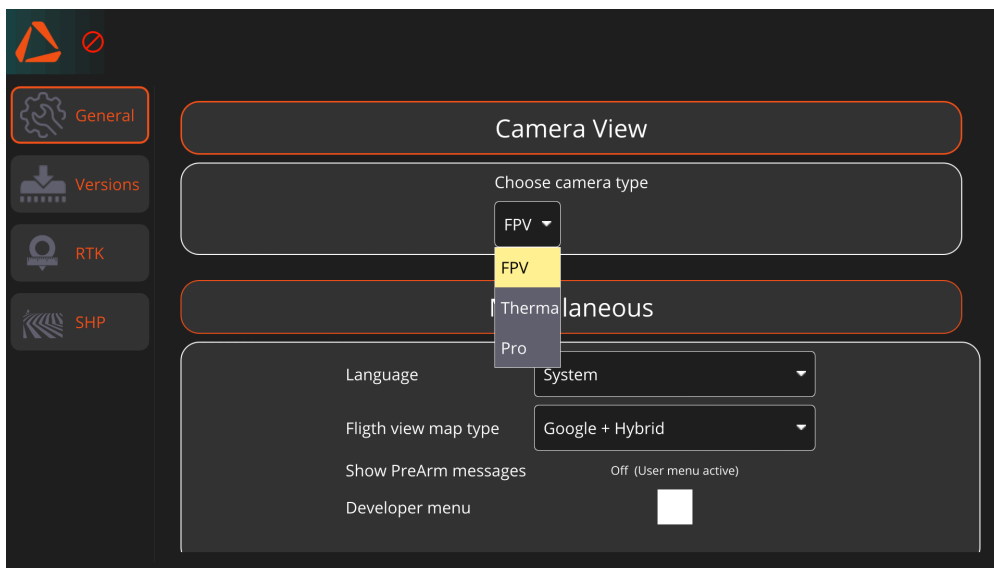 General
Versions
RTK
SHP
Camera View
Choose camera type
FPV
FPV
Therma
Pro
laneous
Language
System
Fligth view map type
Google + Hybrid
Show PreArm messages
Off (User menu active)
Developer menu